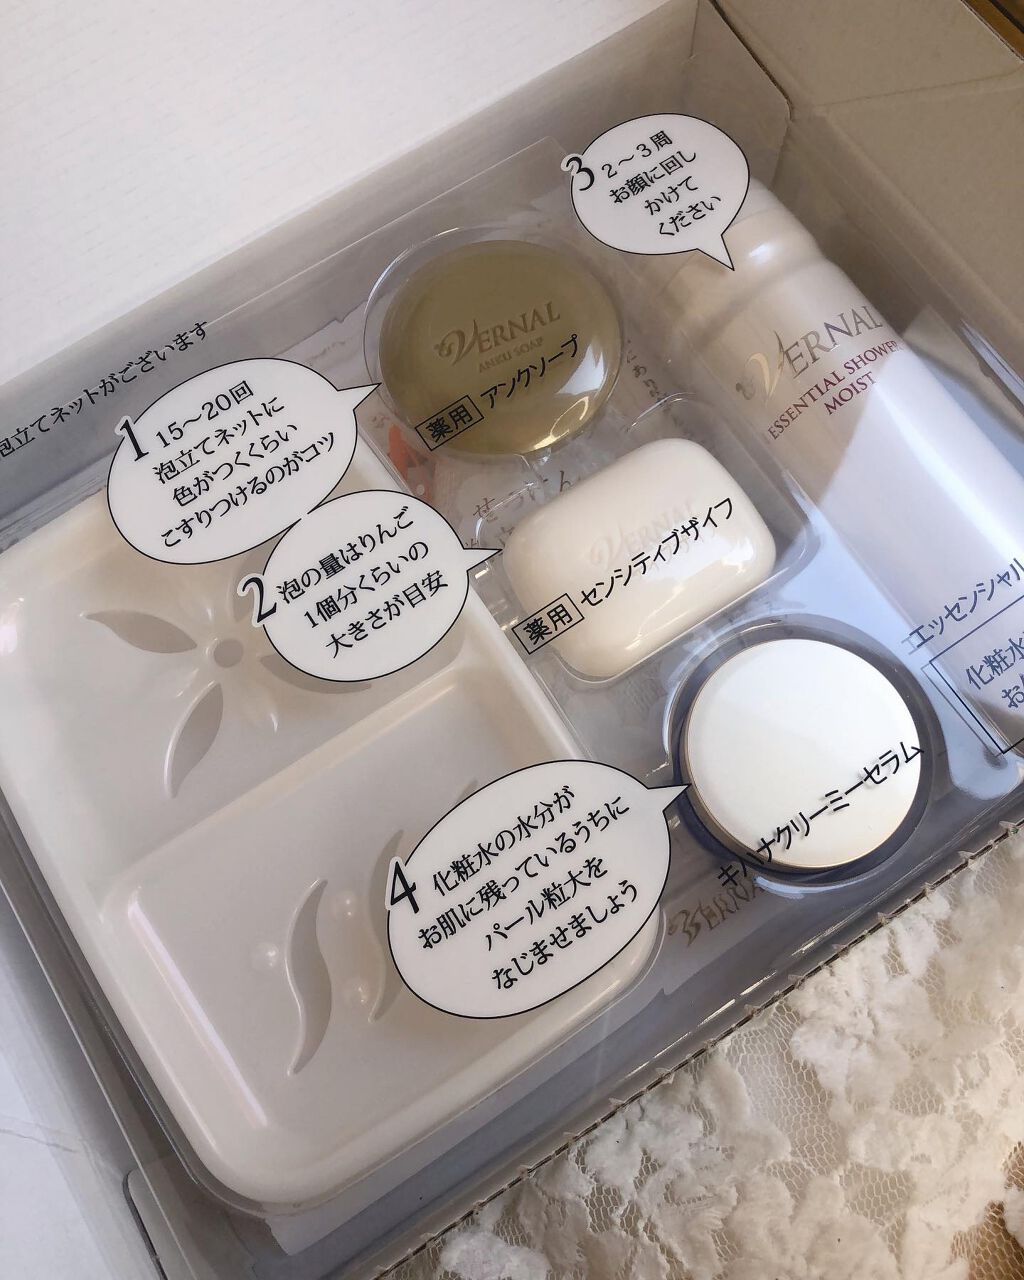 泡立てネットがございます
1
15～20回
泡立てネットに
色がつくくらい
こすりつけるのがコツ
2
泡の量はりんご
1個分くらいの
大きさが目安
3
2～3周
お顔に回し
かけて
ください
VERNAL
ANKU SOAP
薬用 アンクソープ
VERNAL
薬用 センシティブザイフ
VERNAL
ESSENTIAL SHOWER
MOIST
エッセンシャル
化粧水
お
キハナクリーミーセラム
4
化粧水の水分が
お肌に残っているうちに
パール粒大を
なじませましょう
VERNAL